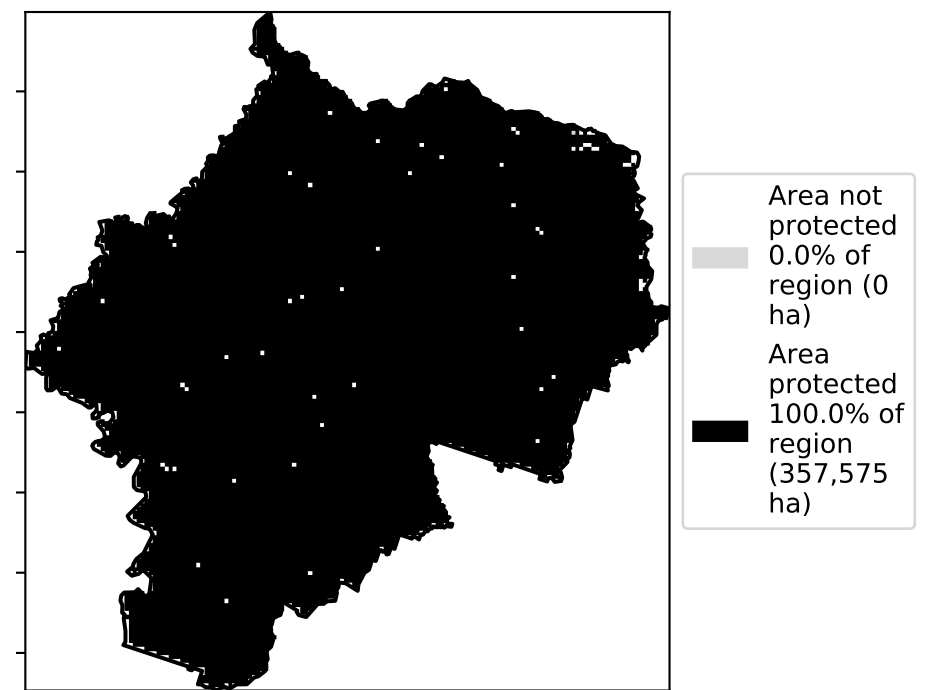 Area not
protected
0.0% of
region (0
ha)
Area
protected
100.0% of
region
(357,575
ha)